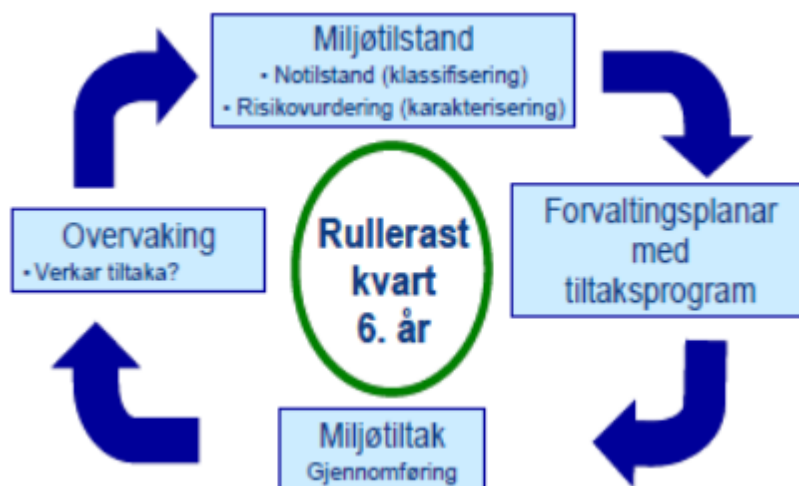 Miljøtilstand
• Notilstand (klassifisering)
• Risikovurdering (karakterisering)
Forvaltingsplanar
med
tiltaksprogram
Miljøtiltak
Gjennomføring
Overvaking
• Verkar tiltaka?
Rullerast
kvart
6. år